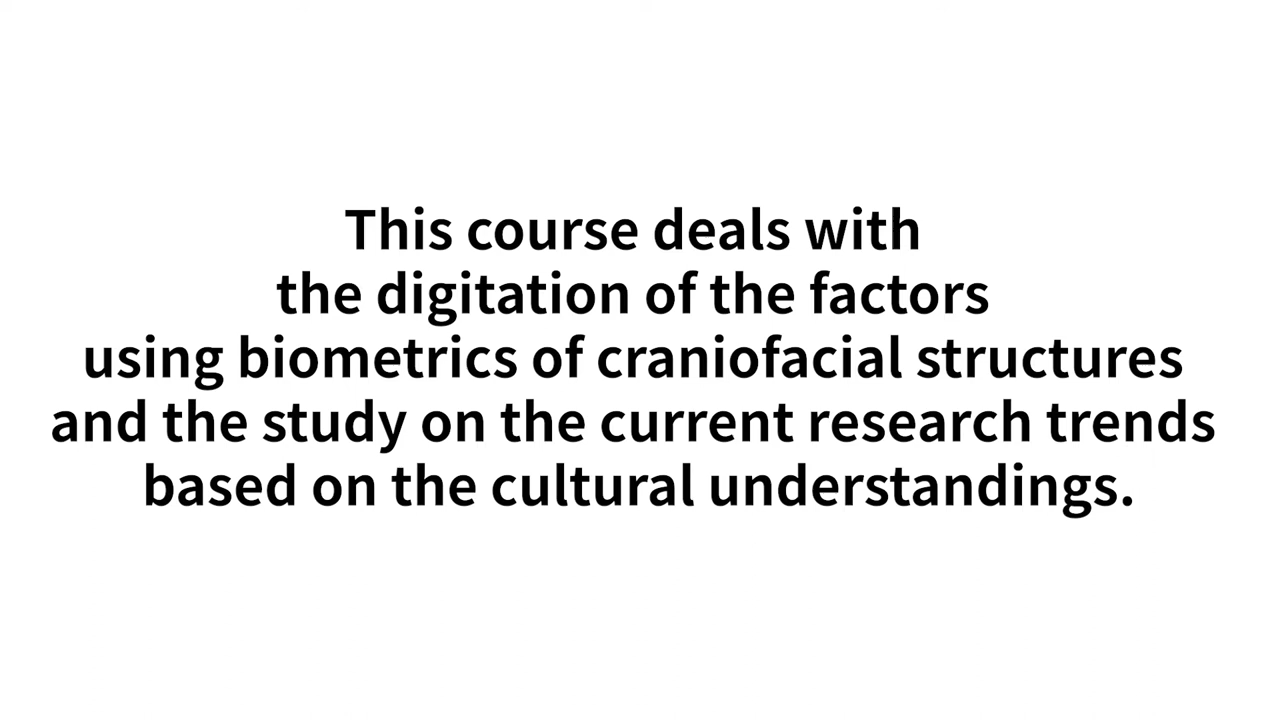 This course deals with
the digitation of the factors
using biometrics of craniofacial structures
and the study on the current research trends
based on the cultural understandings.